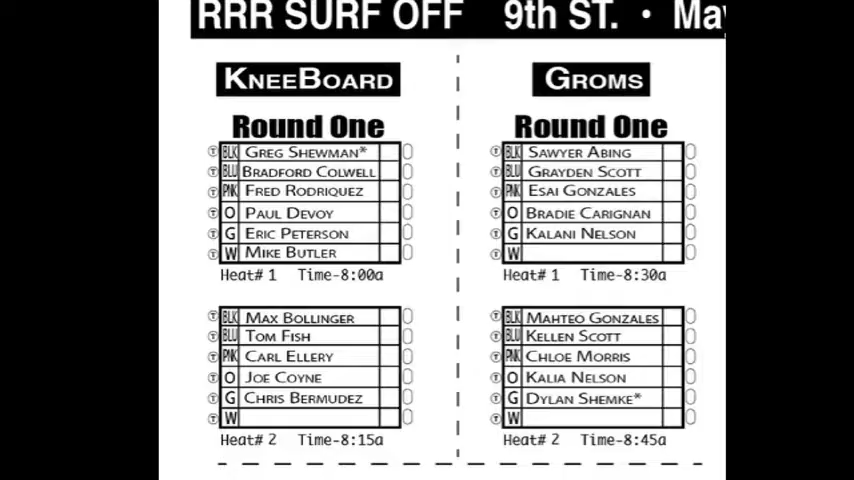 RRR SURF OFF 9th ST. • May
KNEEBOARD
Round One
T BLK GREG SHEWMAN*
T BLU BRADFORD COLWELL
T PNK FRED RODRIQUEZ
T O PAUL DEVOY
T G ERIC PETERSON
T W MIKE BUTLER
Heat# 1 Time-8:00a
T BLK MAX BOLLINGER
T BLU TOM FISH
T PNK CARL ELLERY
T O JOE COYNE
T G CHRIS BERMUDEZ
T W
Heat# 2 Time-8:15a
GROMS
Round One
T BLK SAWYER ABING
T BLU GRAYDEN SCOTT
T PNK ESAI GONZALES
T O BRADIE CARIGNAN
T G KALANI NELSON
T W
Heat# 1 Time-8:30a
T BLK MAHTEO GONZALES
T BLU KELLEN SCOTT
T PNK CHLOE MORRIS
T O KALIA NELSON
T G DYLAN SHEMKE*
T W
Heat# 2 Time-8:45a